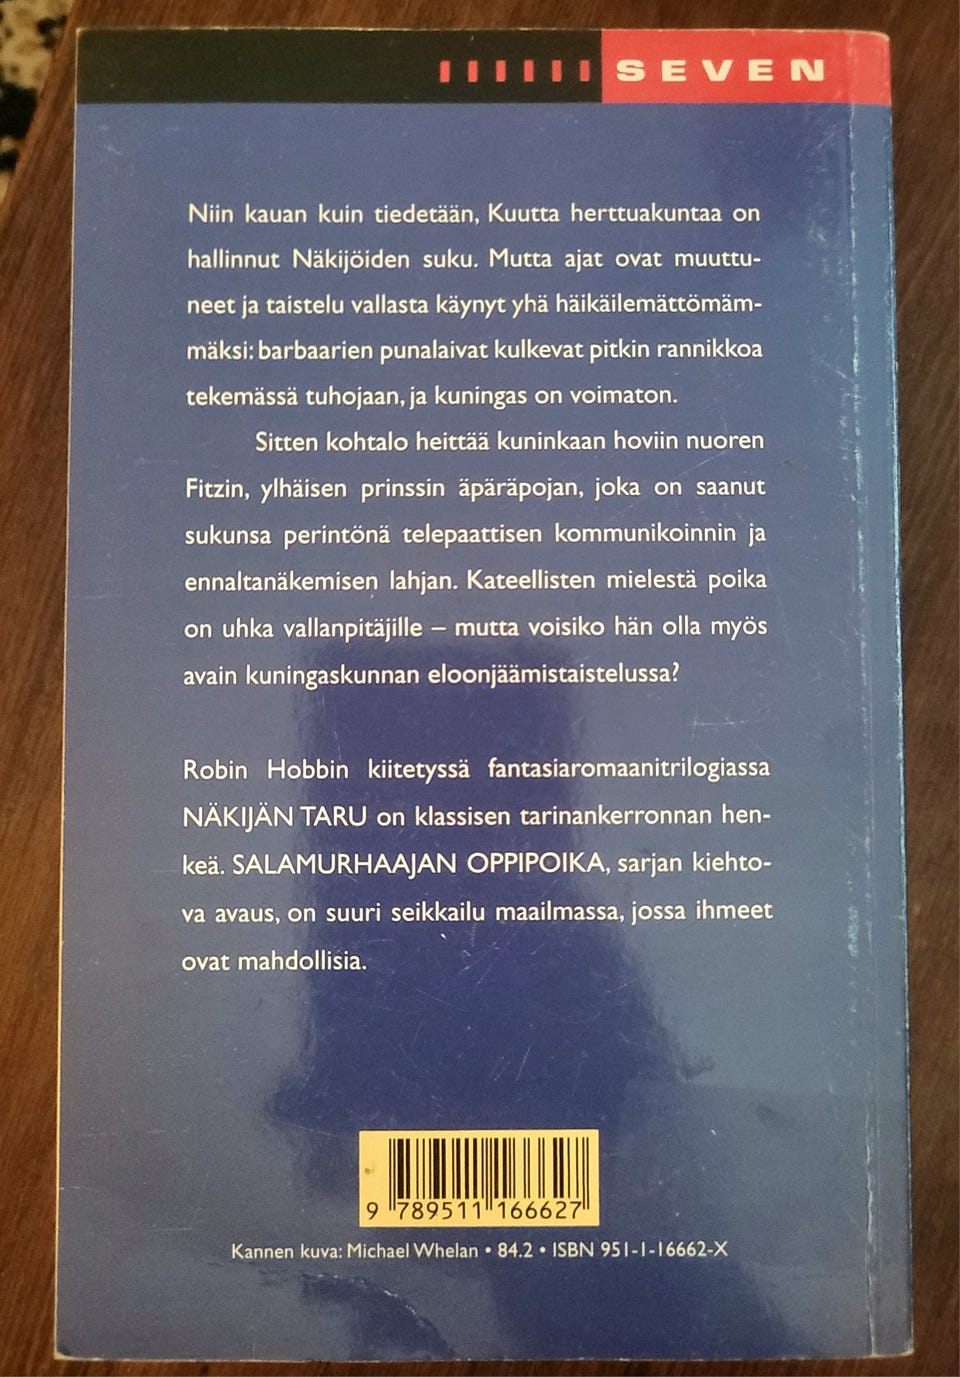 SEVEN
Niin kauan kuin tiedetään, Kuutta herttuakuntaa on
hallinnut Näkijöiden suku. Mutta ajat ovat muuttu-
neet ja taistelu vallasta käynyt yhä häikäilemättömäm-
mäksi: barbaarien punalaivat kulkevat pitkin rannikkoa
tekemässä tuhojaan, ja kuningas on voimaton.
Sitten kohtalo heittää kuninkaan hoviin nuoren
Fitzin, ylhäisen prinssin äpäräpojan, joka on saanut
sukunsa perintönä telepaattisen kommunikoinnin ja
ennaltanäkemisen lahjan. Kateellisten mielestä poika
on uhka vallanpitäjille – mutta voisiko hän olla myös
avain kuningaskunnan eloonjäämistaistelussa?
Robin Hobbin kiitetyssä fantasiaromaanitrilogiassa
NÄKIJÄN TARU on klassisen tarinankerronnan hen-
keä. SALAMURHAAJAN OPPIPOIKA, sarjan kiehto-
va avaus, on suuri seikkailu maailmassa, jossa ihmeet
ovat mahdollisia.
9 789511 166627
Kannen kuva: Michael Whelan • 84.2 • ISBN 951-1-16662-X